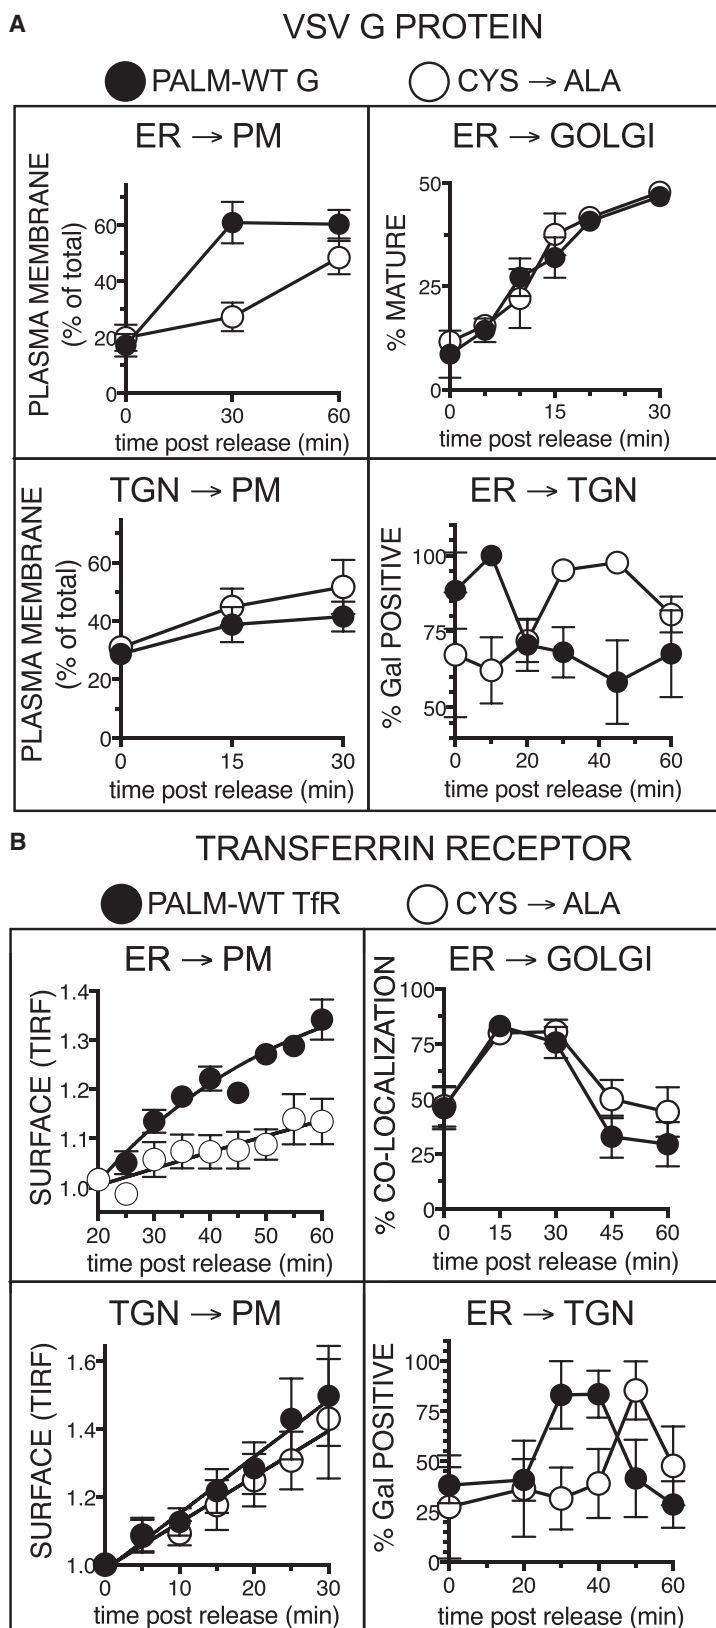 A
VSV G PROTEIN
PALM-WT G
CYS → ALA
ER → PM
PLASMA MEMBRANE
(% of total)
60
40
20
0
0 30 60
time post release (min)
ER → GOLGI
% MATURE
50
25
0
0 15 30
time post release (min)
TGN → PM
PLASMA MEMBRANE
(% of total)
60
40
20
0
0 15 30
time post release (min)
ER → TGN
% Gal POSITIVE
100
75
50
0 20 40 60
time post release (min)
B
TRANSFERRIN RECEPTOR
PALM-WT TfR
CYS → ALA
ER → PM
SURFACE (TIRF)
1.4
1.3
1.2
1.1
1.0
20 30 40 50 60
time post release (min)
ER → GOLGI
% CO-LOCALIZATION
100
75
50
25
0
0 15 30 45 60
time post release (min)
TGN → PM
SURFACE (TIRF)
1.6
1.4
1.2
1.0
0 10 20 30
time post release (min)
ER → TGN
% Gal POSITIVE
100
75
50
25
0
0 20 40 60
time post release (min)